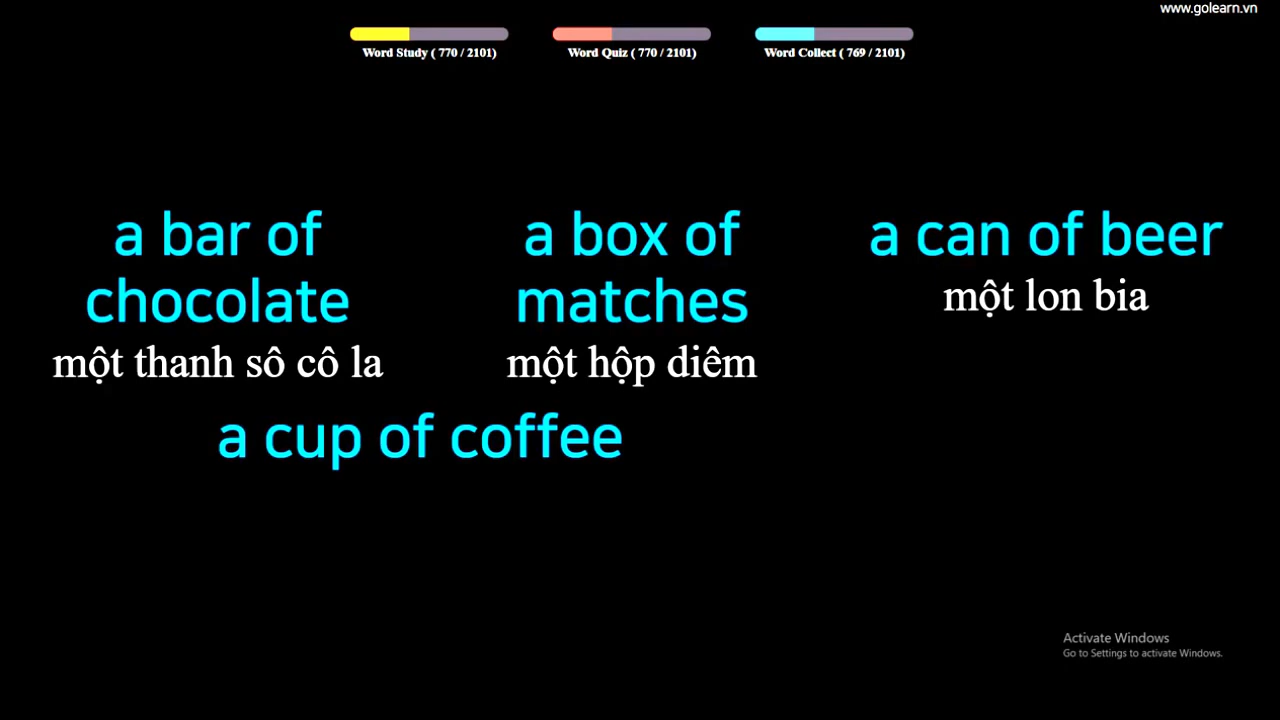 www.golearn.vn
Word Study ( 770 / 2101)
Word Quiz ( 770 / 2101)
Word Collect ( 769 / 2101)
a bar of
chocolate
một thanh sô cô la
a box of
matches
một hộp diêm
a can of beer
một lon bia
a cup of coffee
Activate Windows
Go to Settings to activate Windows.